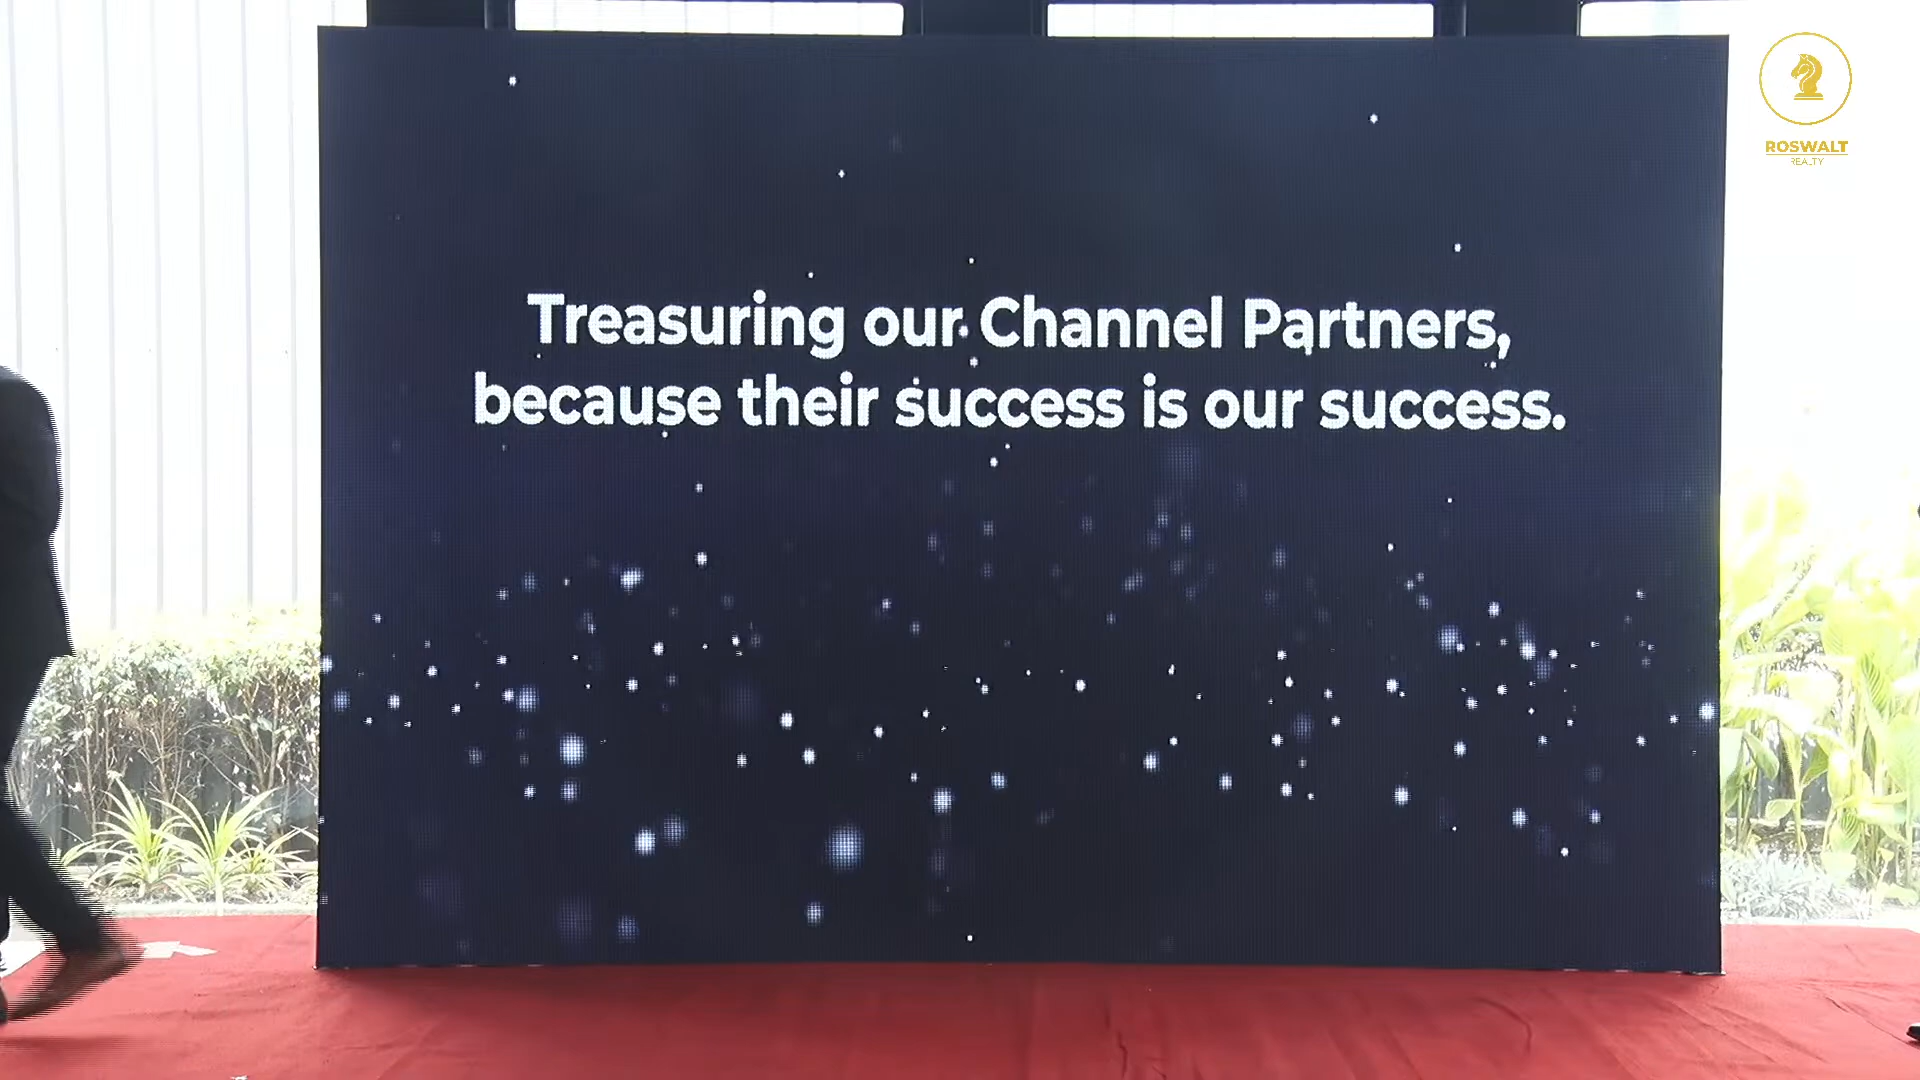 Treasuring our Channel Partners,
because their success is our success.
ROSWALT
REALTY